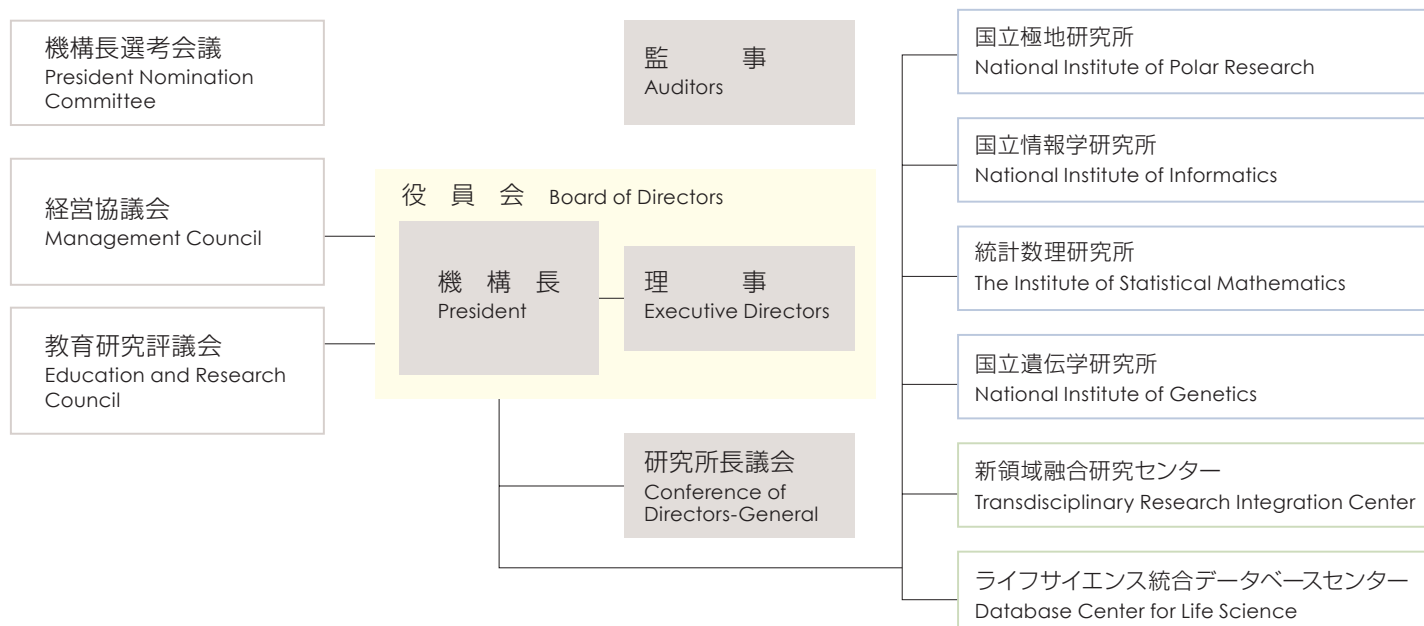 機構長選考会議
President Nomination
Committee
経営協議会
Management Council
教育研究評議会
Education and Research
Council
監 事
Auditors
役 員 会 Board of Directors
機 構 長
President
理 事
Executive Directors
研究所長議会
Conference of
Directors-General
国立極地研究所
National Institute of Polar Research
国立情報学研究所
National Institute of Informatics
統計数理研究所
The Institute of Statistical Mathematics
国立遺伝学研究所
National Institute of Genetics
新領域融合研究センター
Transdisciplinary Research Integration Center
ライフサイエンス統合データベースセンター
Database Center for Life Science